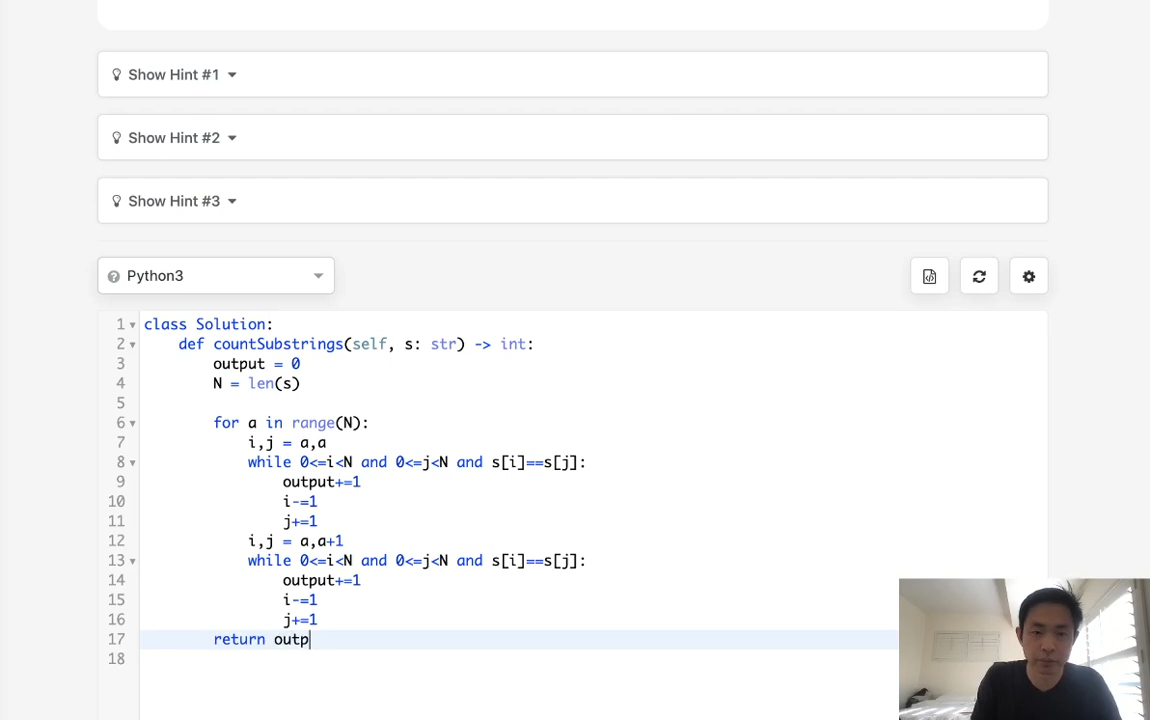 Show Hint #1
Show Hint #2
Show Hint #3
Python3
1 class Solution:
2     def countSubstrings(self, s: str) -> int:
3         output = 0
4         N = len(s)
5
6         for a in range(N):
7             i,j = a,a
8             while 0<=i<N and 0<=j<N and s[i]==s[j]:
9                 output+=1
10                 i-=1
11                 j+=1
12             i,j = a,a+1
13             while 0<=i<N and 0<=j<N and s[i]==s[j]:
14                 output+=1
15                 i-=1
16                 j+=1
17         return outp
18